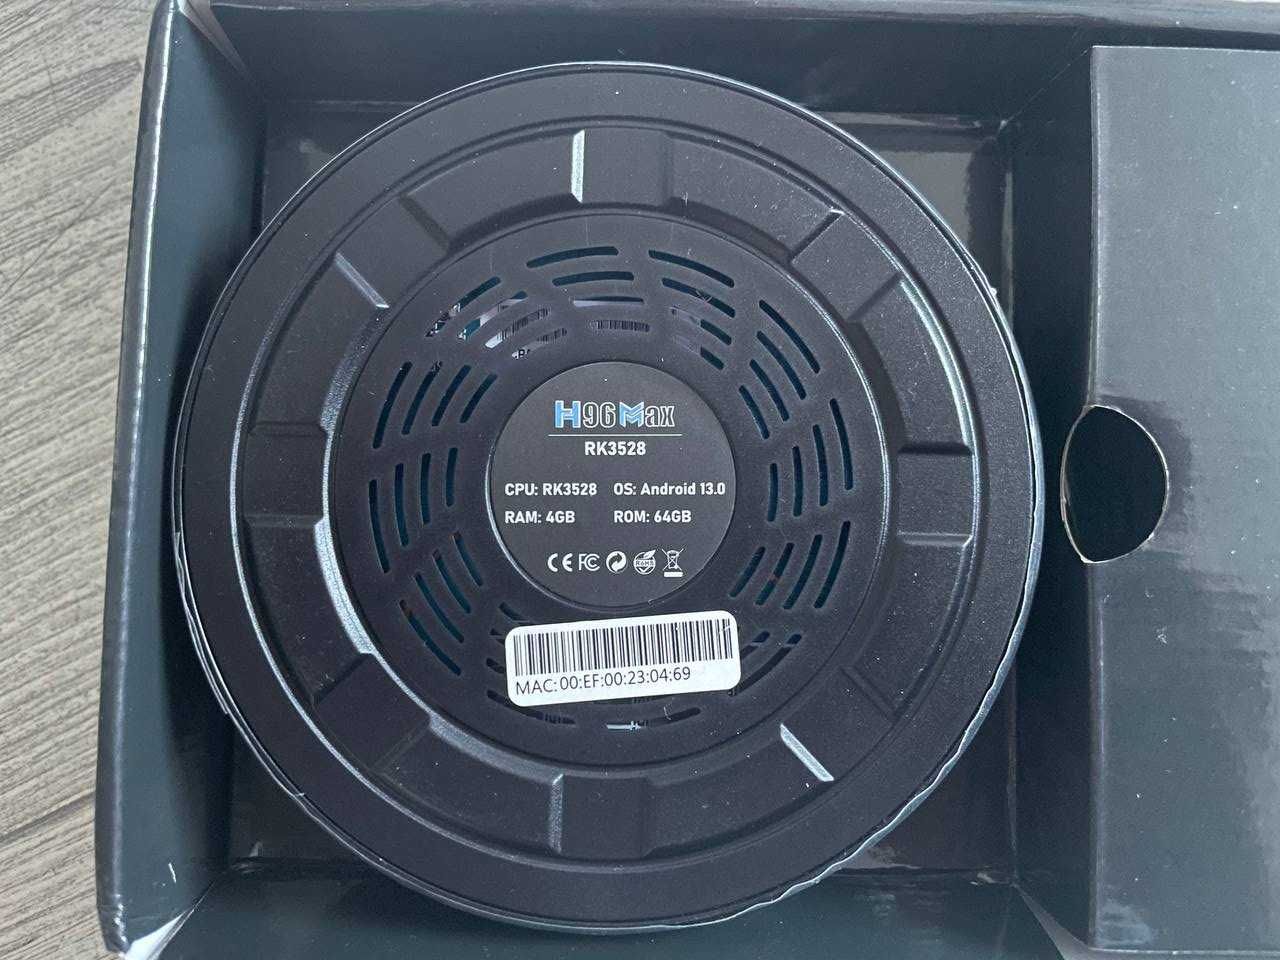 H96Max
RK3528
CPU: RK3528 OS: Android 13.0
RAM: 4GB ROM: 64GB
CE FC RoHS
MAC:00:EF:00:23:04:69